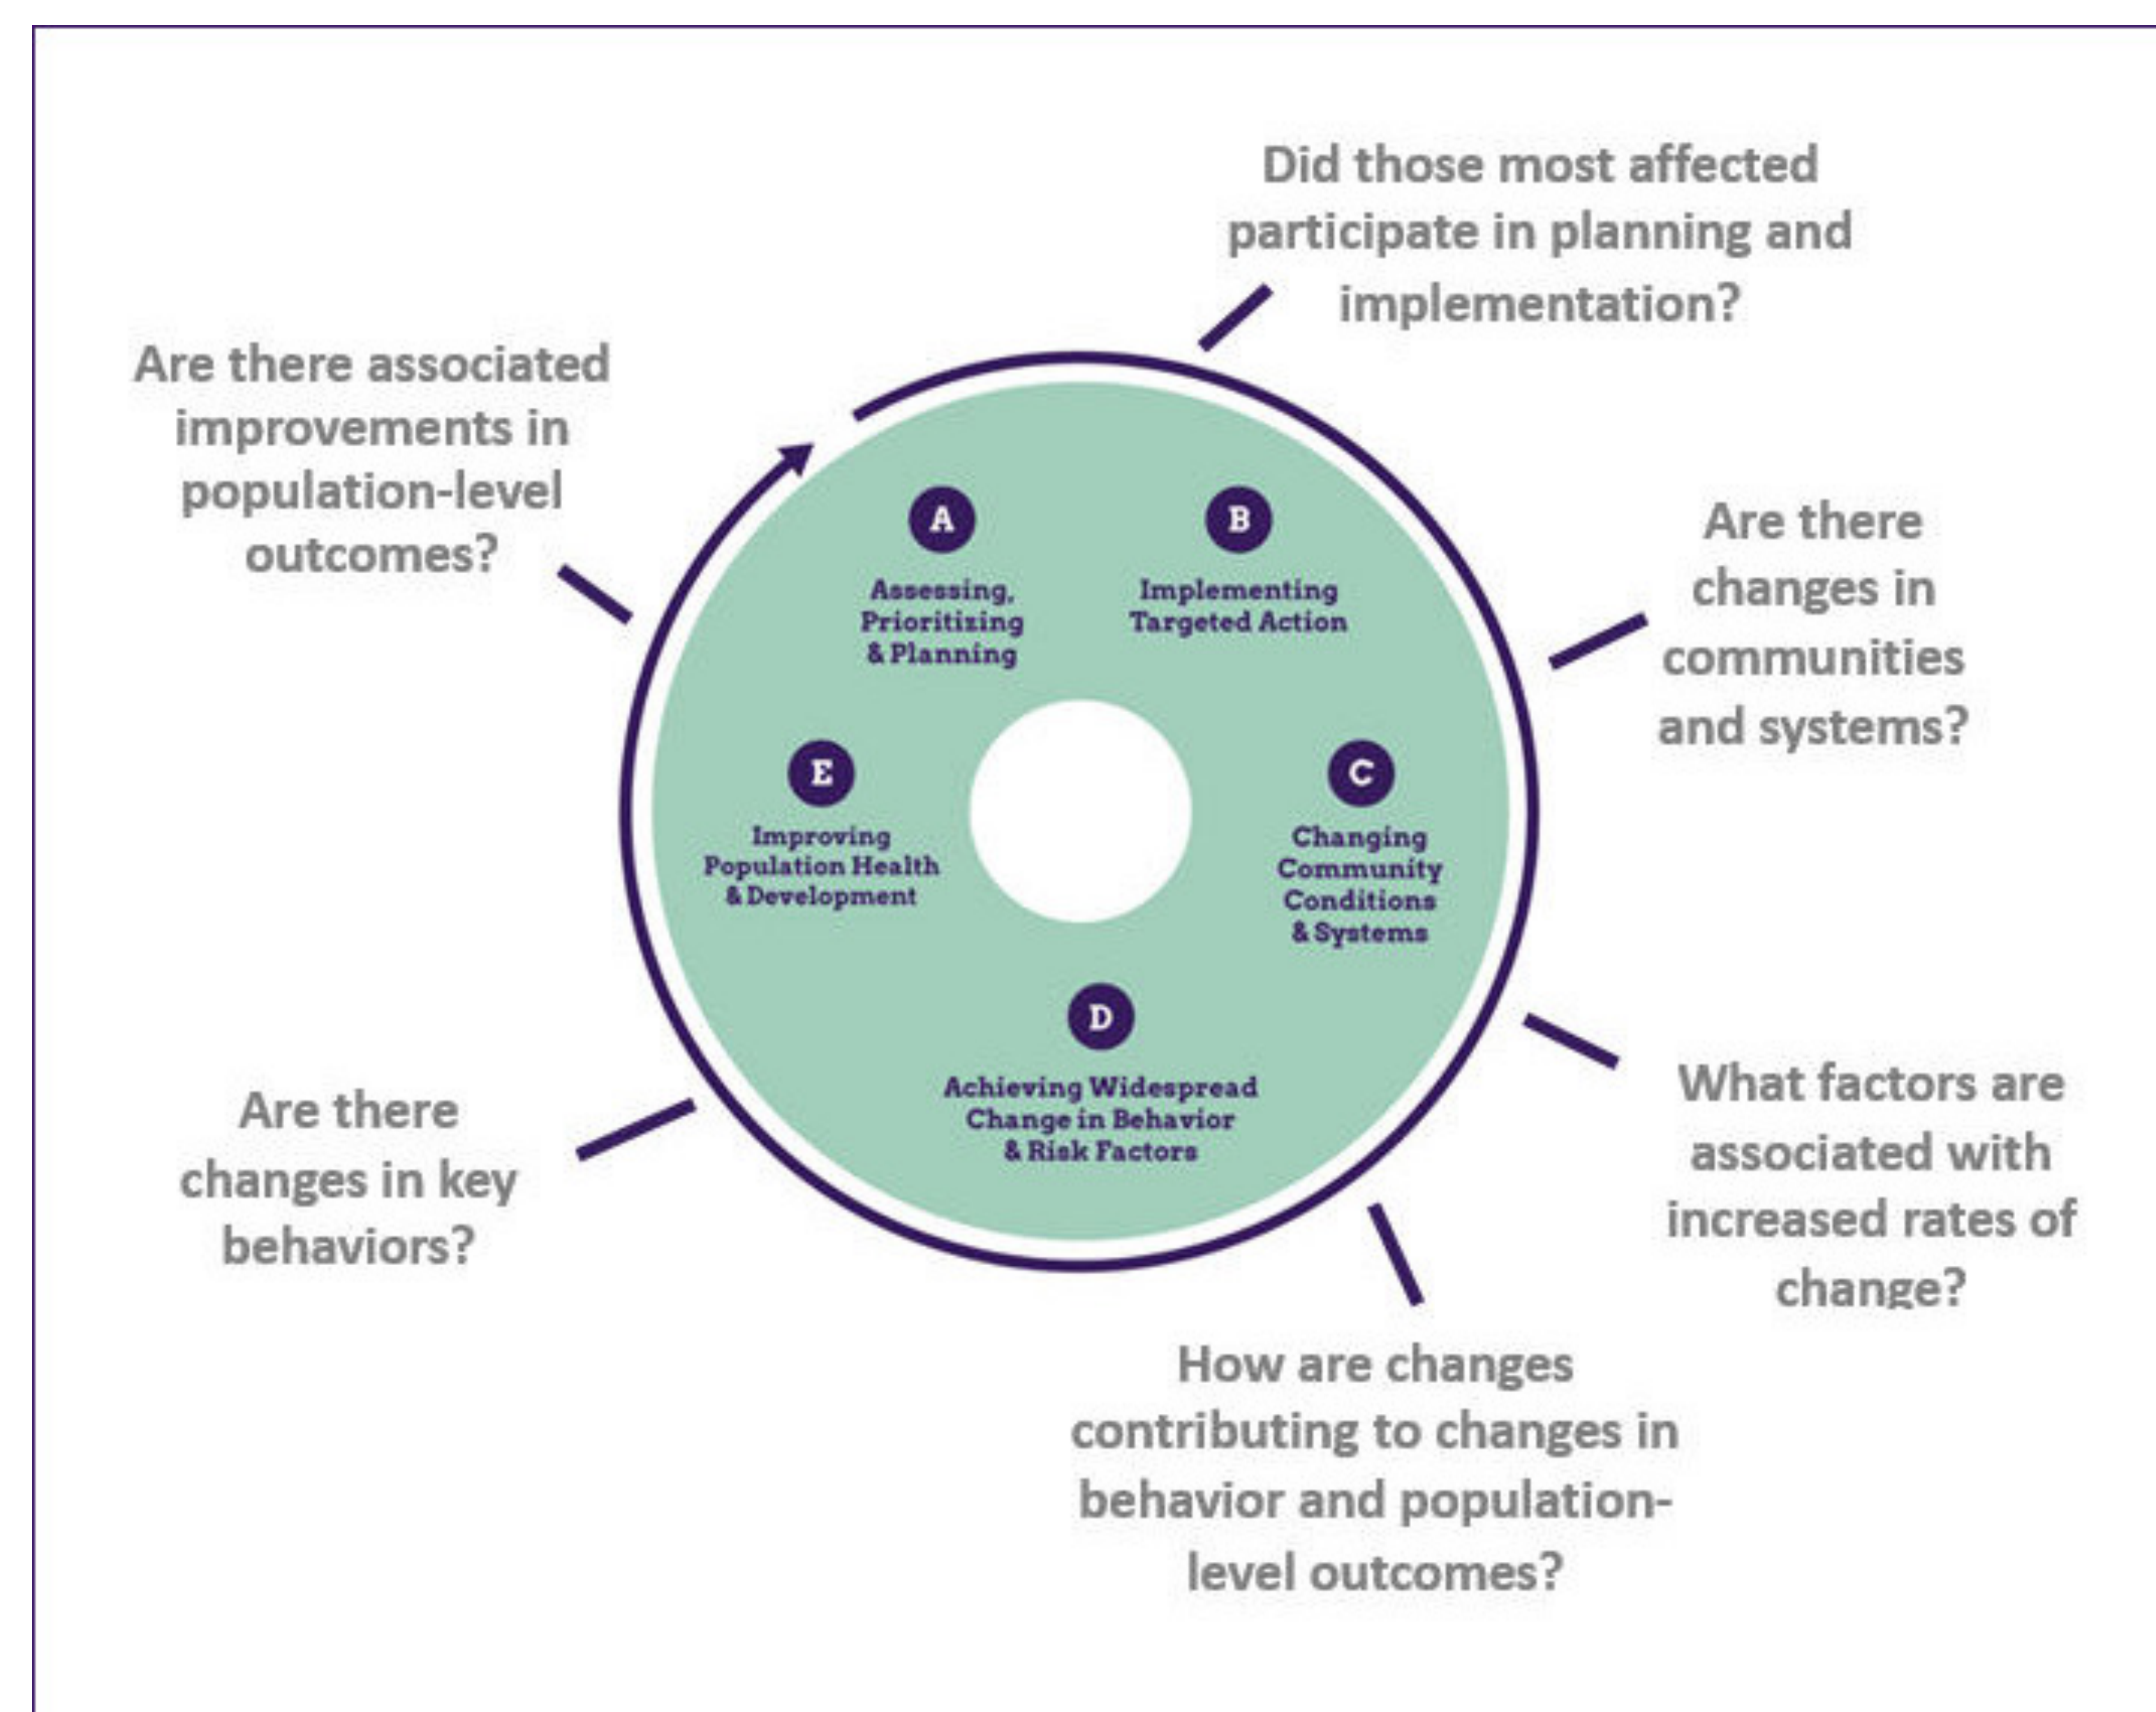 Did those most affected
participate in planning and
implementation?
Are there associated
improvements in
population-level
outcomes?
Are there
changes in
communities
and systems?
A
Assessing,
Prioritizing
& Planning
B
Implementing
Targeted Action
E
Improving
Population Health
& Development
C
Changing
Community
Conditions
& Systems
D
Achieving Widespread
Change in Behavior
& Risk Factors
What factors are
associated with
increased rates of
change?
Are there
changes in key
behaviors?
How are changes
contributing to changes in
behavior and population-
level outcomes?